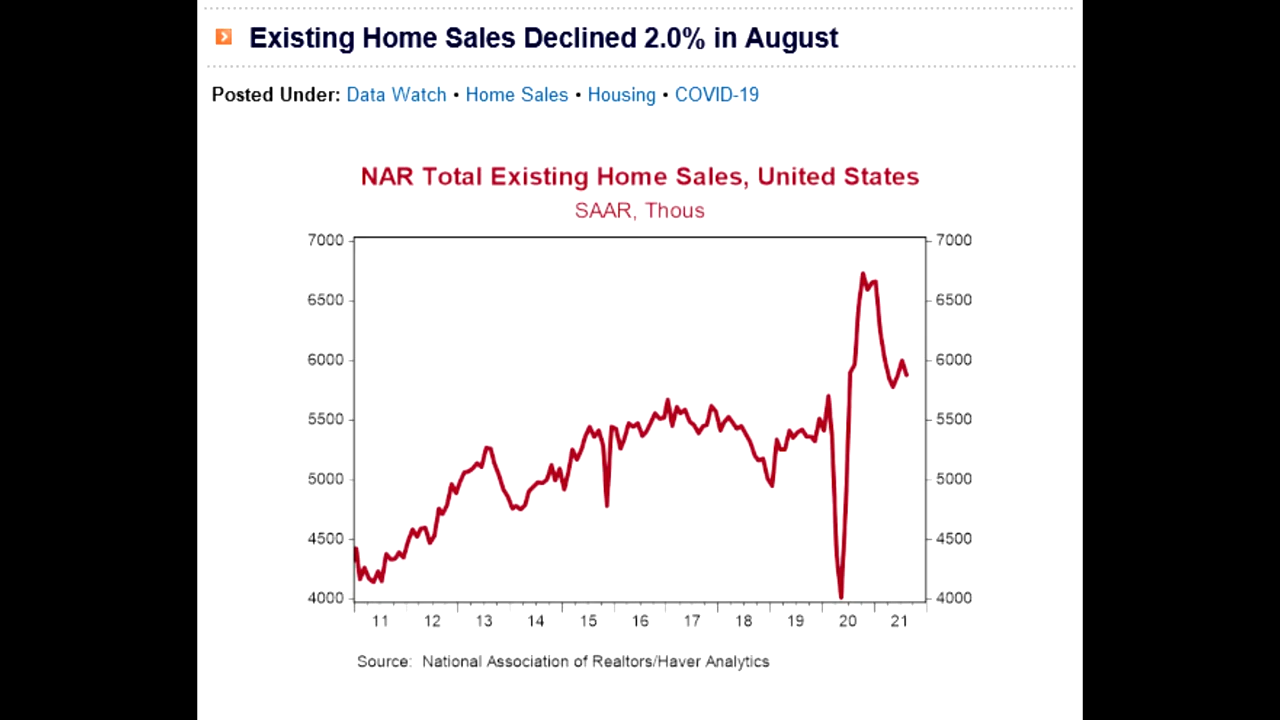 Existing Home Sales Declined 2.0% in August
Posted Under: Data Watch • Home Sales • Housing • COVID-19
NAR Total Existing Home Sales, United States
SAAR, Thous
7000 7000
6500 6500
6000 6000
5500 5500
5000 5000
4500 4500
4000 4000
11 12 13 14 15 16 17 18 19 20 21
Source: National Association of Realtors/Haver Analytics